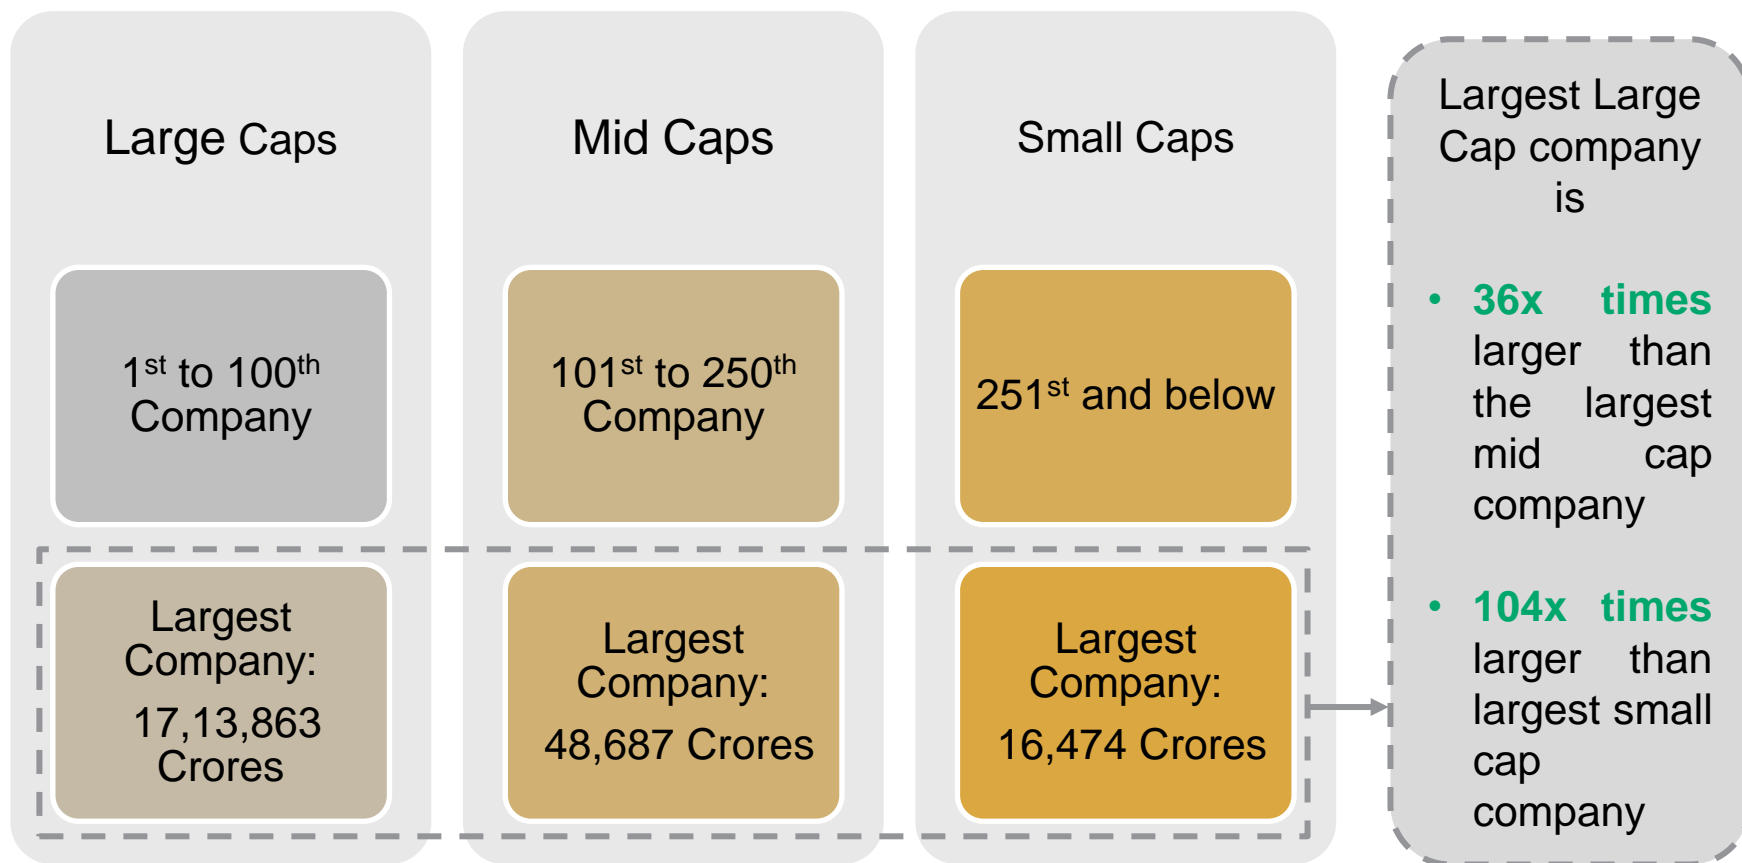 Large Caps
1st to 100th
Company
Largest
Company:
17,13,863
Crores
Mid Caps
101st to 250th
Company
Largest
Company:
48,687 Crores
Small Caps
251st and below
Largest
Company:
16,474 Crores
Largest Large
Cap company
is
• 36x times
larger than
the largest
mid cap
company
• 104x times
larger than
largest small
cap
company